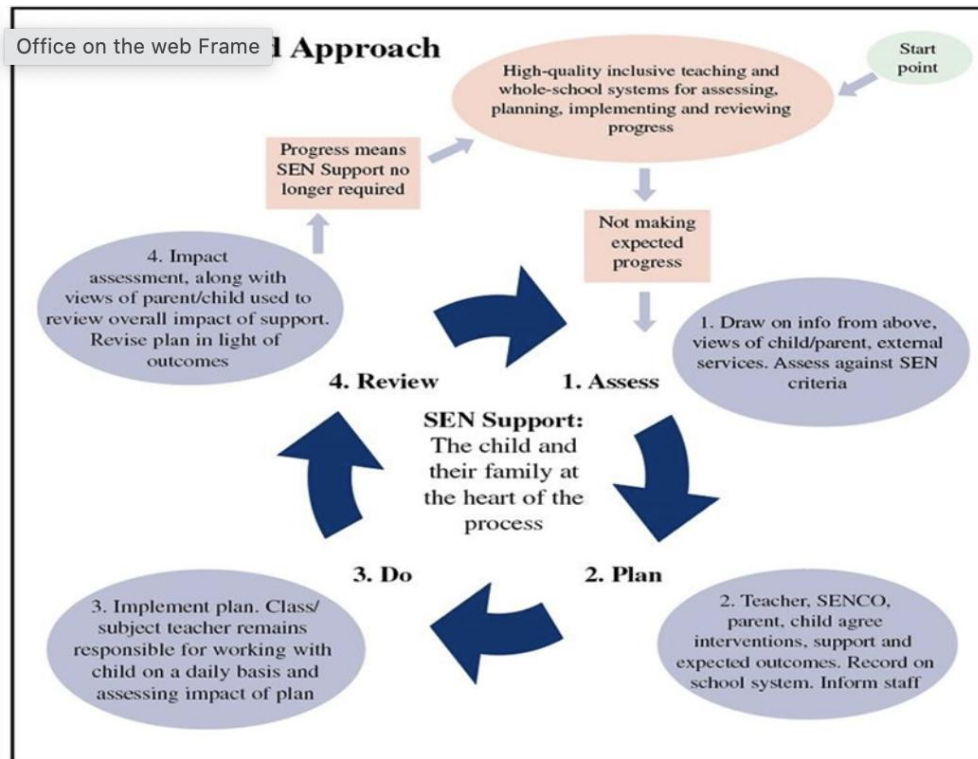 Office on the web Frame
d Approach
Start
point
High-quality inclusive teaching and
whole-school systems for assessing,
planning, implementing and reviewing
progress
Progress means
SEN Support no
longer required
Not making
expected
progress
4. Impact
assessment, along with
views of parent/child used to
review overall impact of support.
Revise plan in light of
outcomes
1. Draw on info from above,
views of child/parent, external
services. Assess against SEN
criteria
4. Review
1. Assess
SEN Support:
The child and
their family at
the heart of the
process
3. Do
2. Plan
3. Implement plan. Class/
subject teacher remains
responsible for working with
child on a daily basis and
assessing impact of plan
2. Teacher, SENCO,
parent, child agree
interventions, support and
expected outcomes. Record on
school system. Inform staff